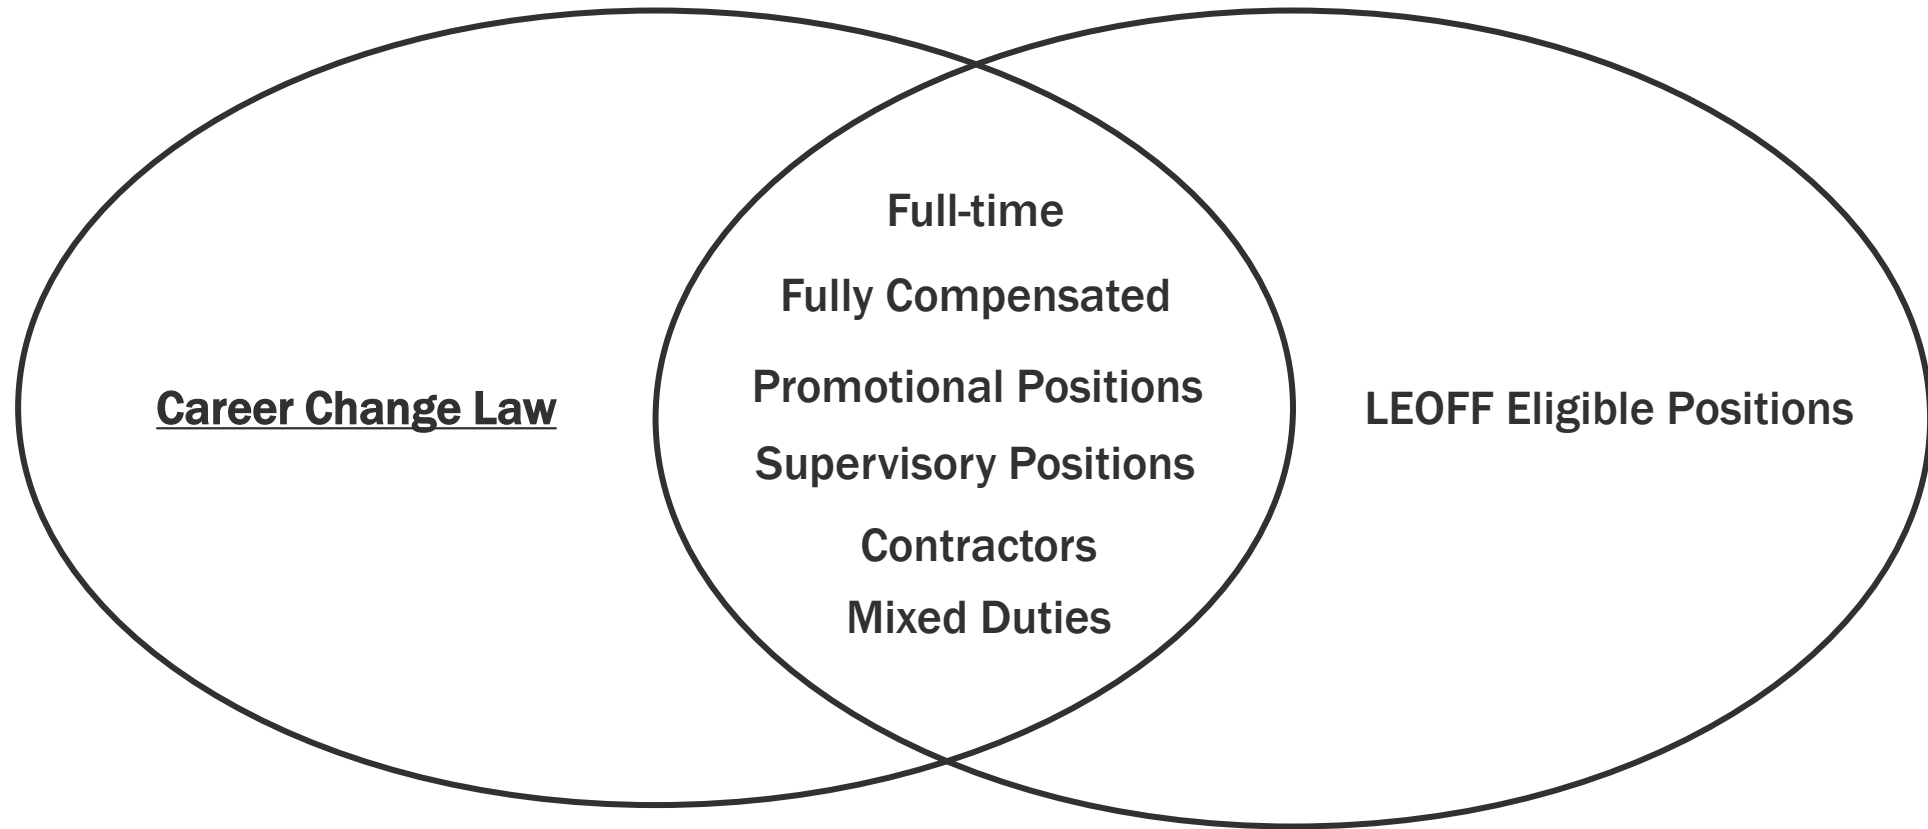 Full-time
Fully Compensated
Promotional Positions
Career Change Law
LEOFF Eligible Positions
Supervisory Positions
Contractors
Mixed Duties